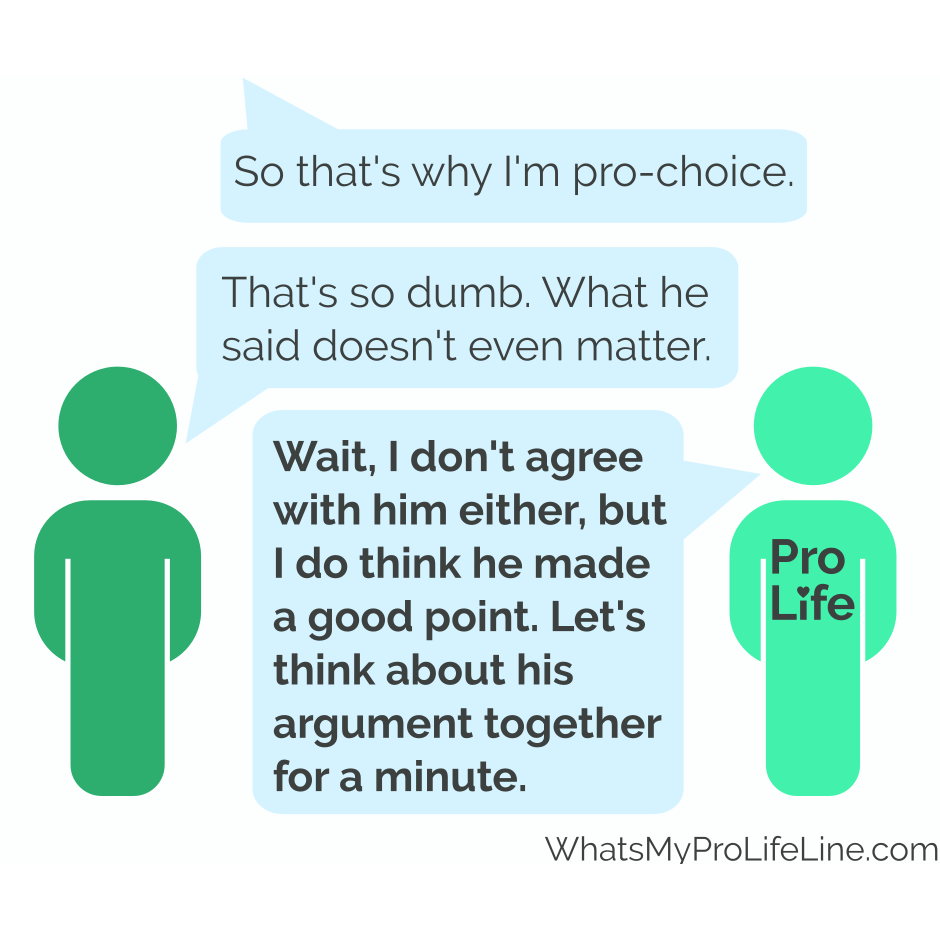 So that's why I'm pro-choice.
That's so dumb. What he
said doesn't even matter.
Wait, I don't agree
with him either, but
I do think he made
a good point. Let's
think about his
argument together
for a minute.
Pro
Life
WhatsMyProLifeLine.com